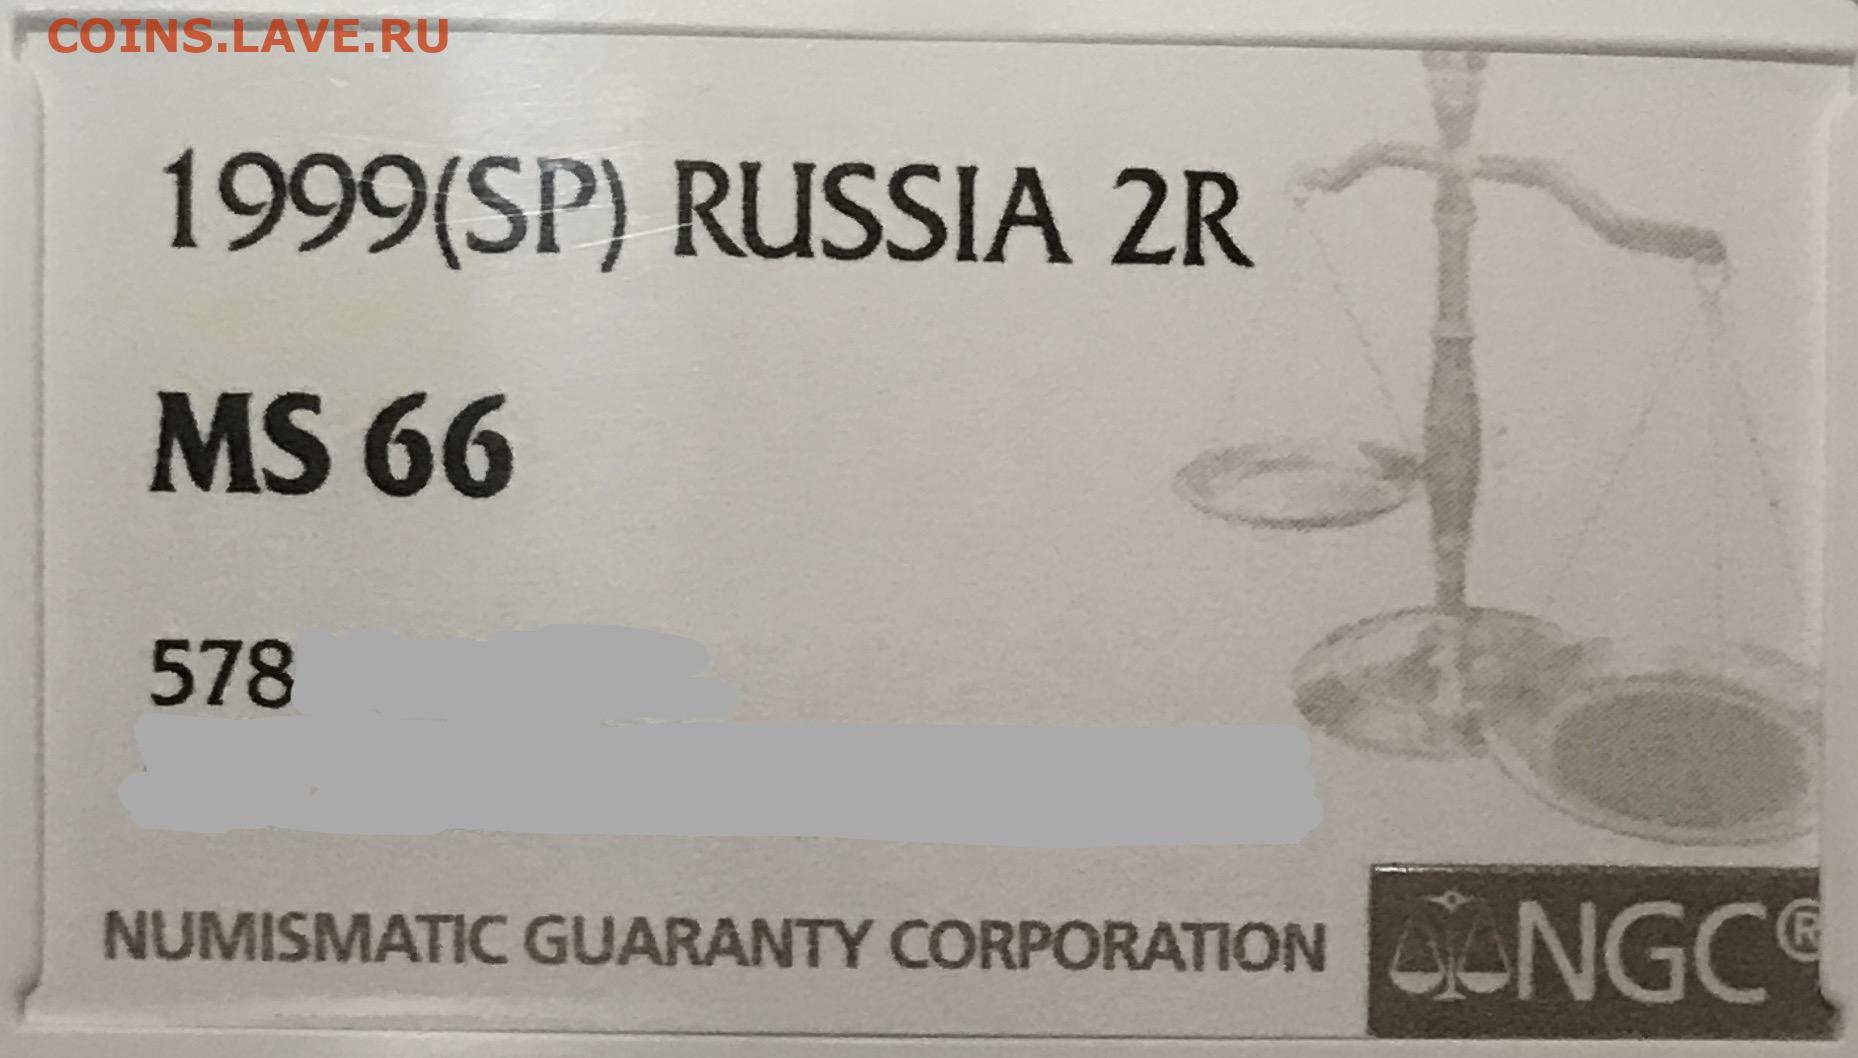 COINS.LAVE.RU
1999(SP) RUSSIA 2R
MS 66
578
NUMISMATIC GUARANTY CORPORATION
NGC®